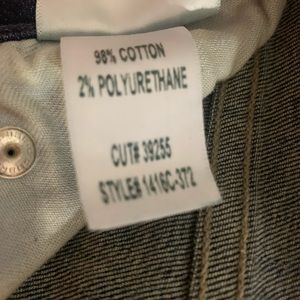 98% COTTON
2% POLYURETHANE
CUT# 39255
STYLE# 1416C-372